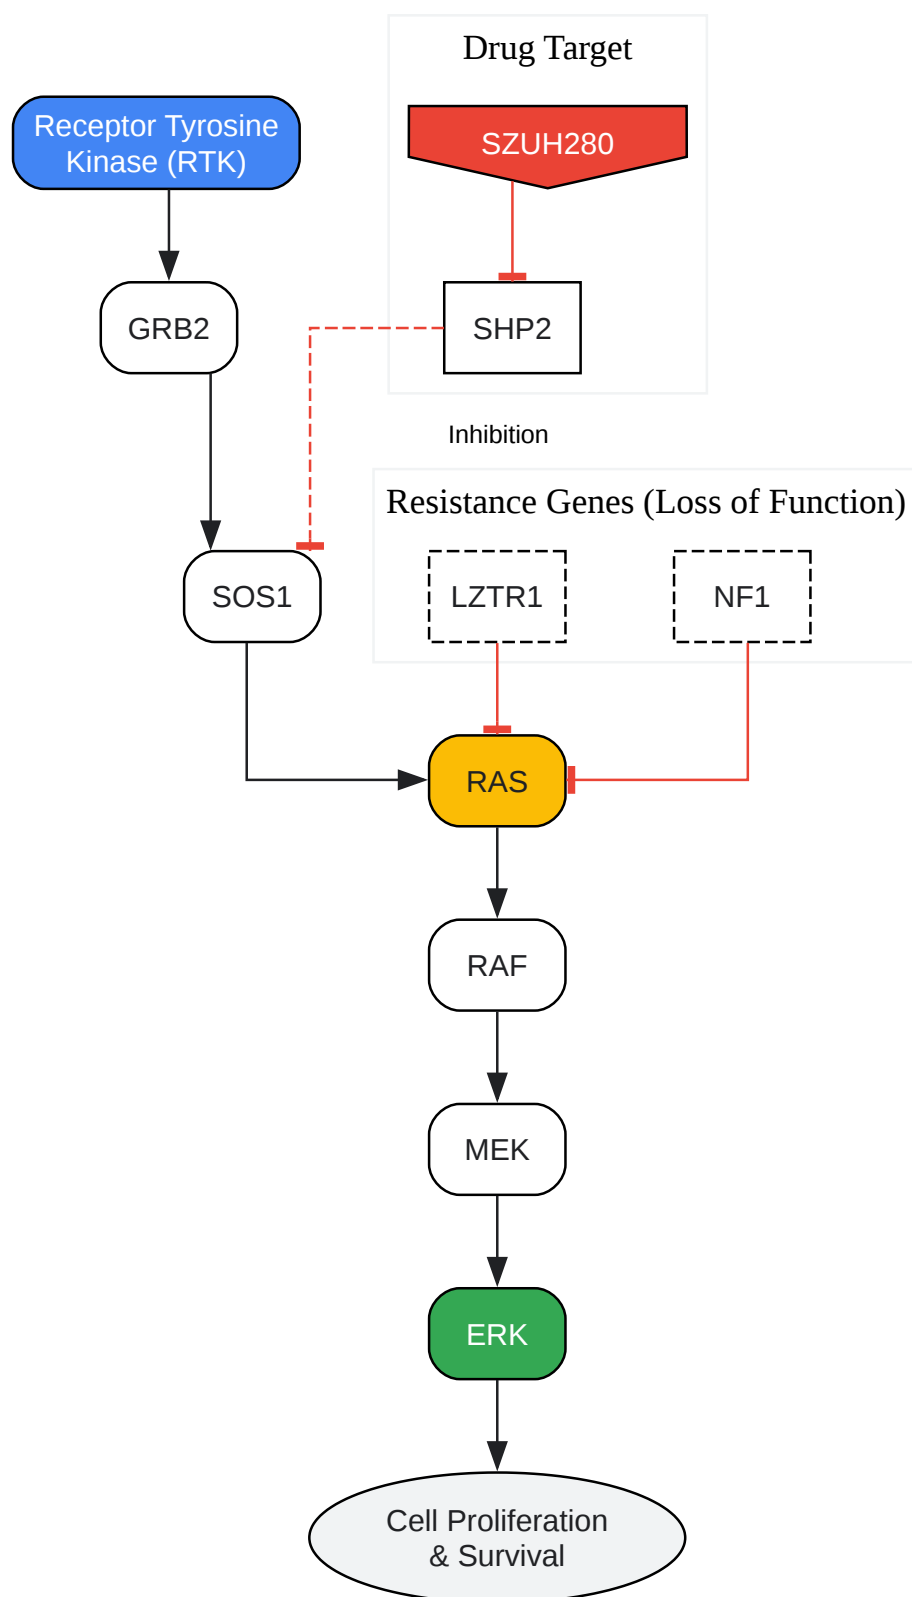 Drug Target
Receptor Tyrosine
Kinase (RTK)
SZUH280
GRB2
SHP2
Inhibition
Resistance Genes (Loss of Function)
SOS1
LZTR1
NF1
RAS
RAF
MEK
ERK
Cell Proliferation
& Survival